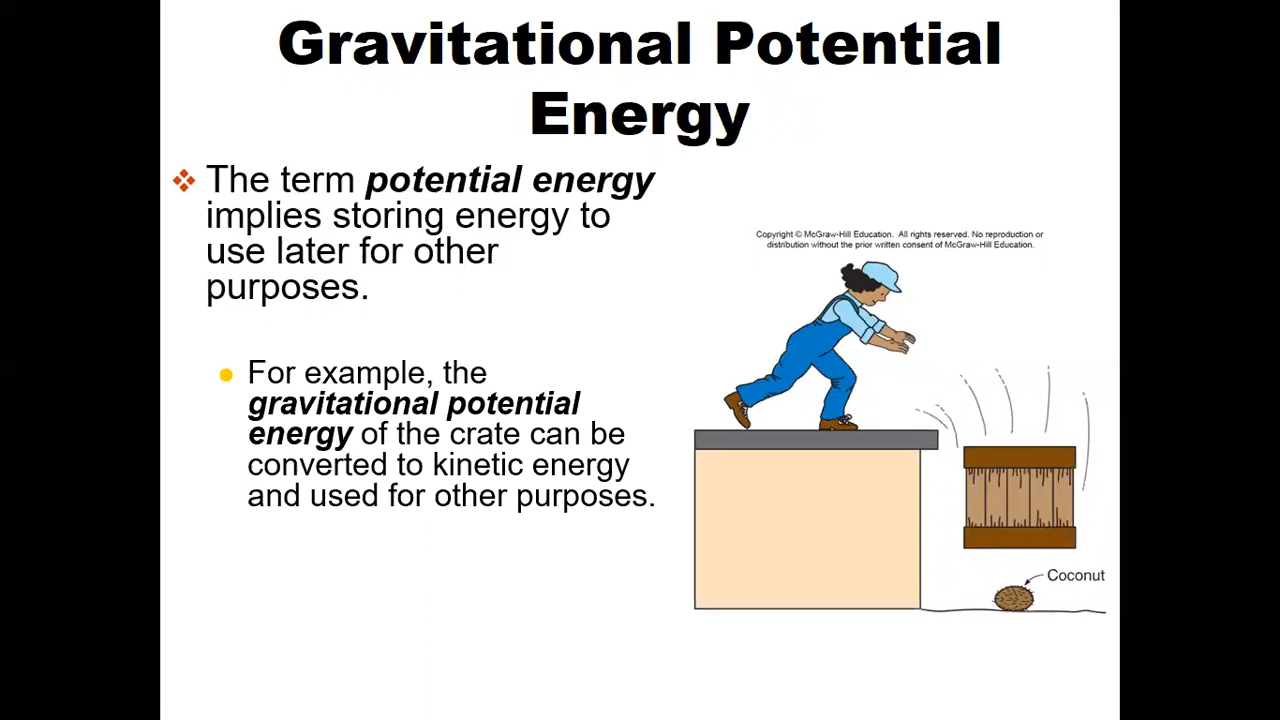 Gravitational Potential
Energy
The term potential energy
implies storing energy to
use later for other
purposes.
For example, the
gravitational potential
energy of the crate can be
converted to kinetic energy
and used for other purposes.
Copyright © McGraw-Hill Education. All rights reserved. No reproduction or
distribution without the prior written consent of McGraw-Hill Education.
Coconut